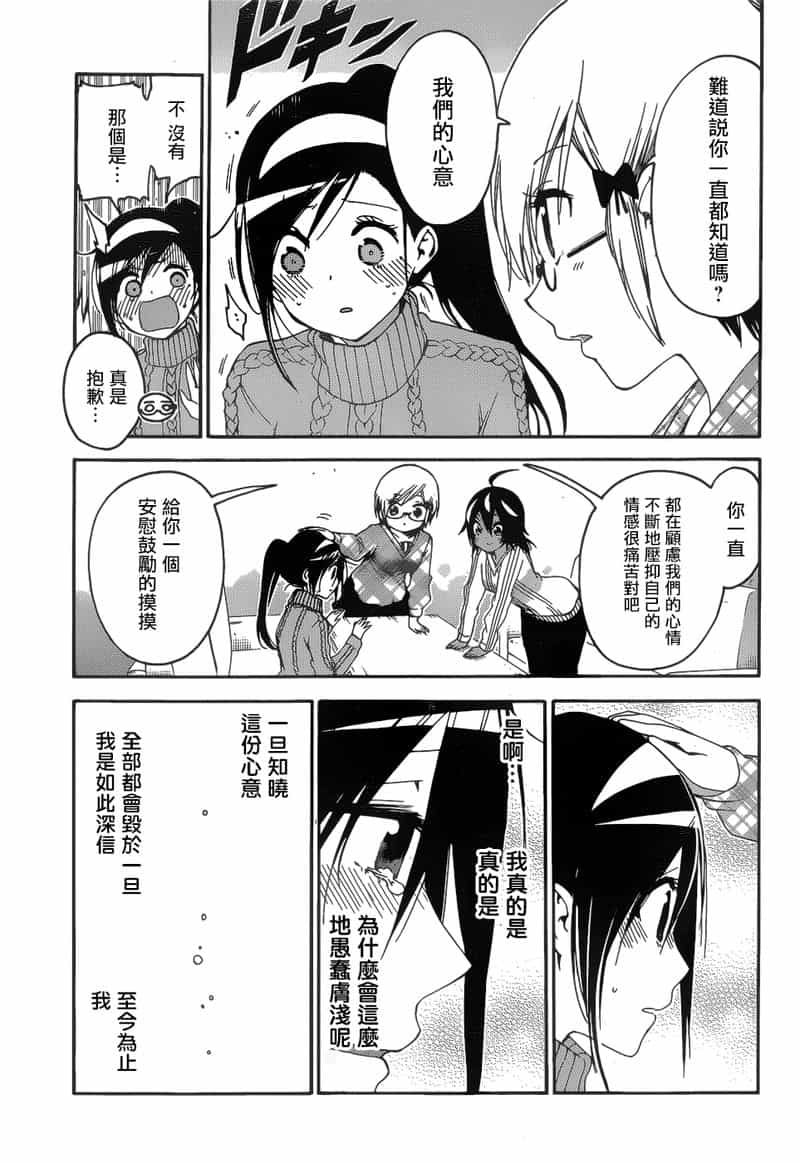 難道說你一直都知道嗎?
我們的
心意
ドキン
不沒有
那個是…
真是
抱歉…
你一直
都在顧慮我們的心情
不斷地壓抑自己的
情感很痛苦對吧
給你一個
安慰鼓勵的摸摸
是啊…
我真的是
真的是
為什麼會這麼
地愚蠢膚淺呢
一旦知曉
這份心意
全部都會毀於一旦
我是如此深信
至今為止
我